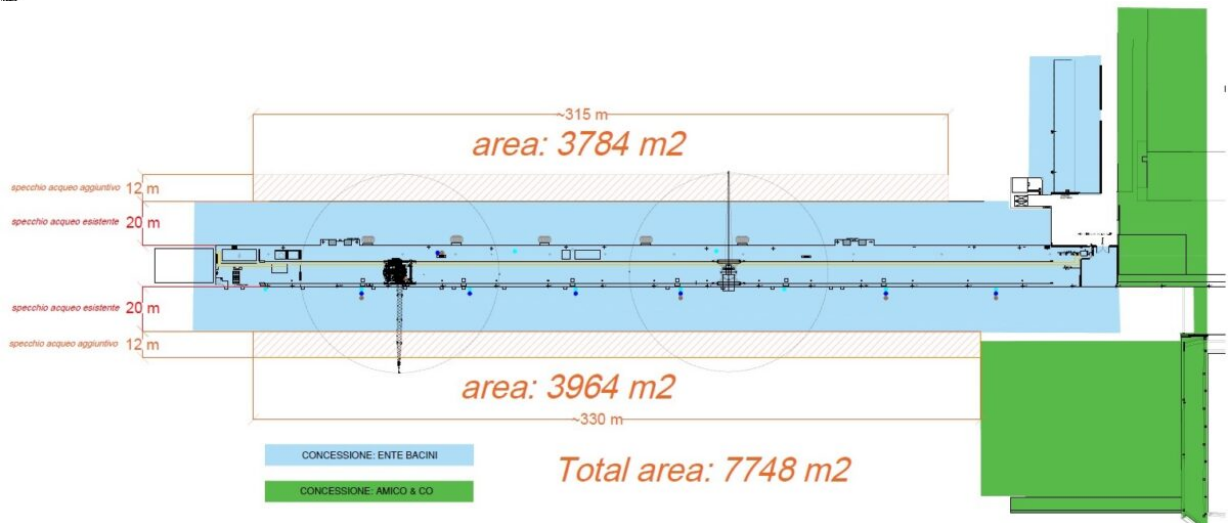 ~315 m
area: 3784 m2
specchio acqueo aggiuntivo 12 m
specchio acqueo esistente 20 m
specchio acqueo esistente 20 m
specchio acqueo aggiuntivo 12 m
area: 3964 m2
~330 m
CONCESSIONE: ENTE BACINI
CONCESSIONE: AMICO & CO
Total area: 7748 m2